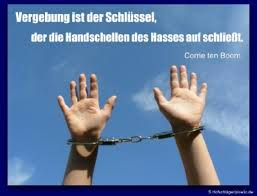 Vergebung ist der Schlüssel,
der die Handschellen des Hasses auf schließt.
Corrie ten Boom